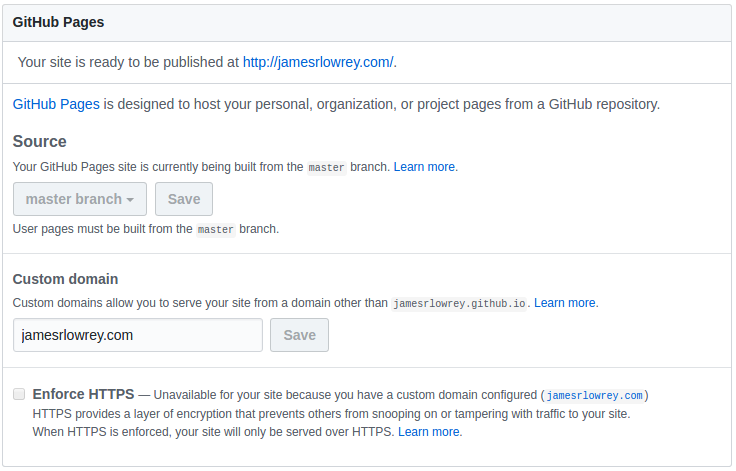 GitHub Pages
Your site is ready to be published at http://jamesrlowrey.com/.
GitHub Pages is designed to host your personal, organization, or project pages from a GitHub repository.
Source
Your GitHub Pages site is currently being built from the master branch. Learn more.
master branch Save
User pages must be built from the master branch.
Custom domain
Custom domains allow you to serve your site from a domain other than jamesrlowrey.github.io. Learn more.
jamesrlowrey.com Save
Enforce HTTPS — Unavailable for your site because you have a custom domain configured (jamesrlowrey.com)
HTTPS provides a layer of encryption that prevents others from snooping on or tampering with traffic to your site.
When HTTPS is enforced, your site will only be served over HTTPS. Learn more.